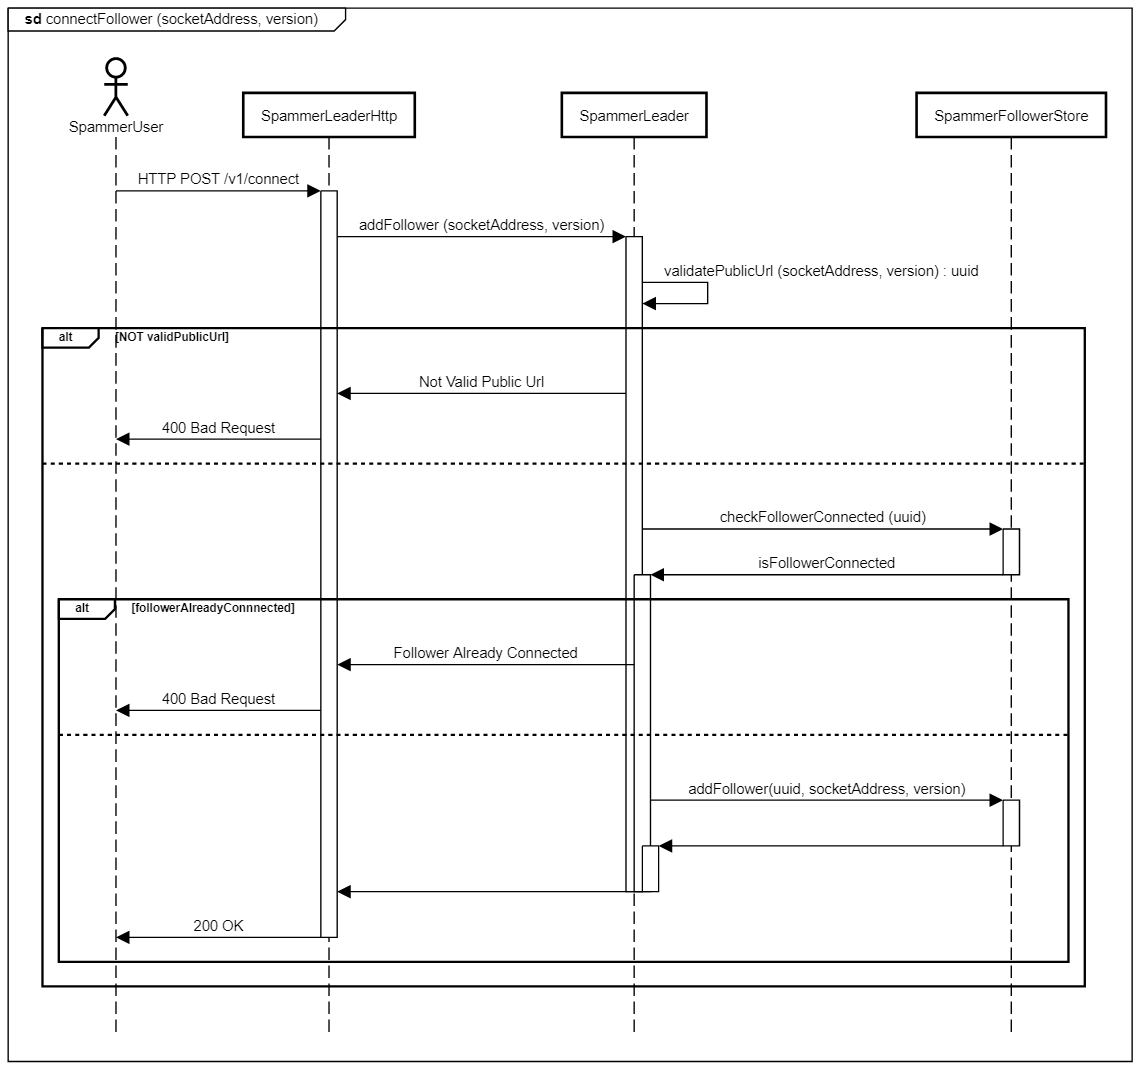 sd connectFollower (socketAddress, version)
SpammerUser
SpammerLeaderHttp
SpammerLeader
SpammerFollowerStore
HTTP POST /v1/connect
addFollower (socketAddress, version)
validatePublicUrl (socketAddress, version) : uuid
alt
[NOT validPublicUrl]
Not Valid Public Url
400 Bad Request
checkFollowerConnected (uuid)
isFollowerConnected
alt
[followerAlreadyConnnected]
Follower Already Connected
400 Bad Request
addFollower(uuid, socketAddress, version)
200 OK